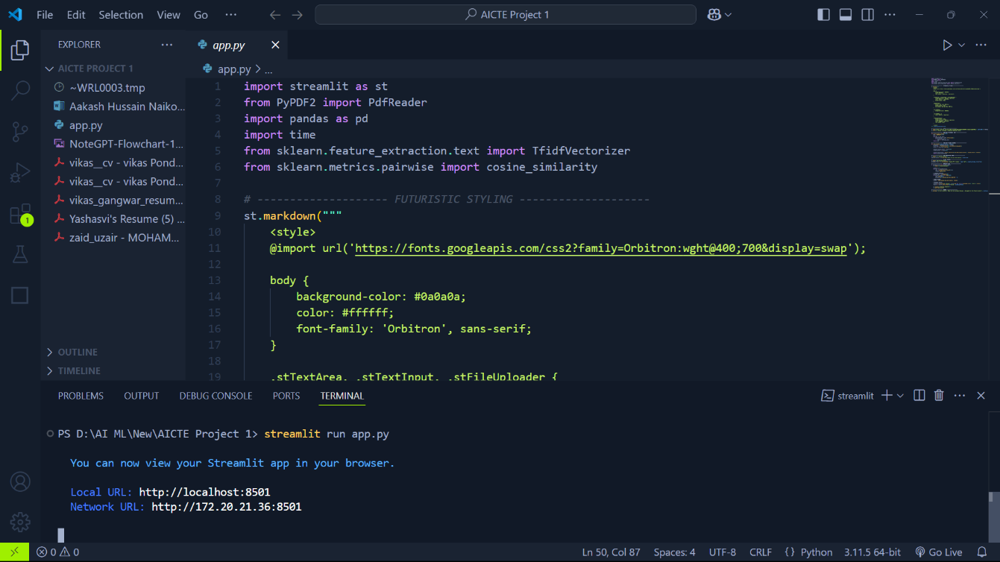 File Edit Selection View Go ··· AICTE Project 1
EXPLORER ···
AICTE PROJECT 1
~WRL0003.tmp
Aakash Hussain Naiko...
app.py
NoteGPT-Flowchart-1...
vikas__cv - vikas Pond...
vikas__cv - vikas Pond...
vikas_gangwar_resum...
Yashasvi's Resume (5) ...
zaid_uzair - MOHAM...
OUTLINE
TIMELINE
1
app.py
app.py > ...
1 import streamlit as st
2 from PyPDF2 import PdfReader
3 import pandas as pd
4 import time
5 from sklearn.feature_extraction.text import TfidfVectorizer
6 from sklearn.metrics.pairwise import cosine_similarity
7
8 # -------------------- FUTURISTIC STYLING --------------------
9 st.markdown("""
10 <style>
11 @import url('https://fonts.googleapis.com/css2?family=Orbitron:wght@400;700&display=swap');
12
13 body {
14 background-color: #0a0a0a;
15 color: #ffffff;
16 font-family: 'Orbitron', sans-serif;
17 }
18
19 .stTextArea, .stTextInput, .stFileUploader {
PROBLEMS OUTPUT DEBUG CONSOLE PORTS TERMINAL streamlit
PS D:\AI ML\New\AICTE Project 1> streamlit run app.py
You can now view your Streamlit app in your browser.
Local URL: http://localhost:8501
Network URL: http://172.20.21.36:8501
0 0 Ln 50, Col 87 Spaces: 4 UTF-8 CRLF {} Python 3.11.5 64-bit Go Live